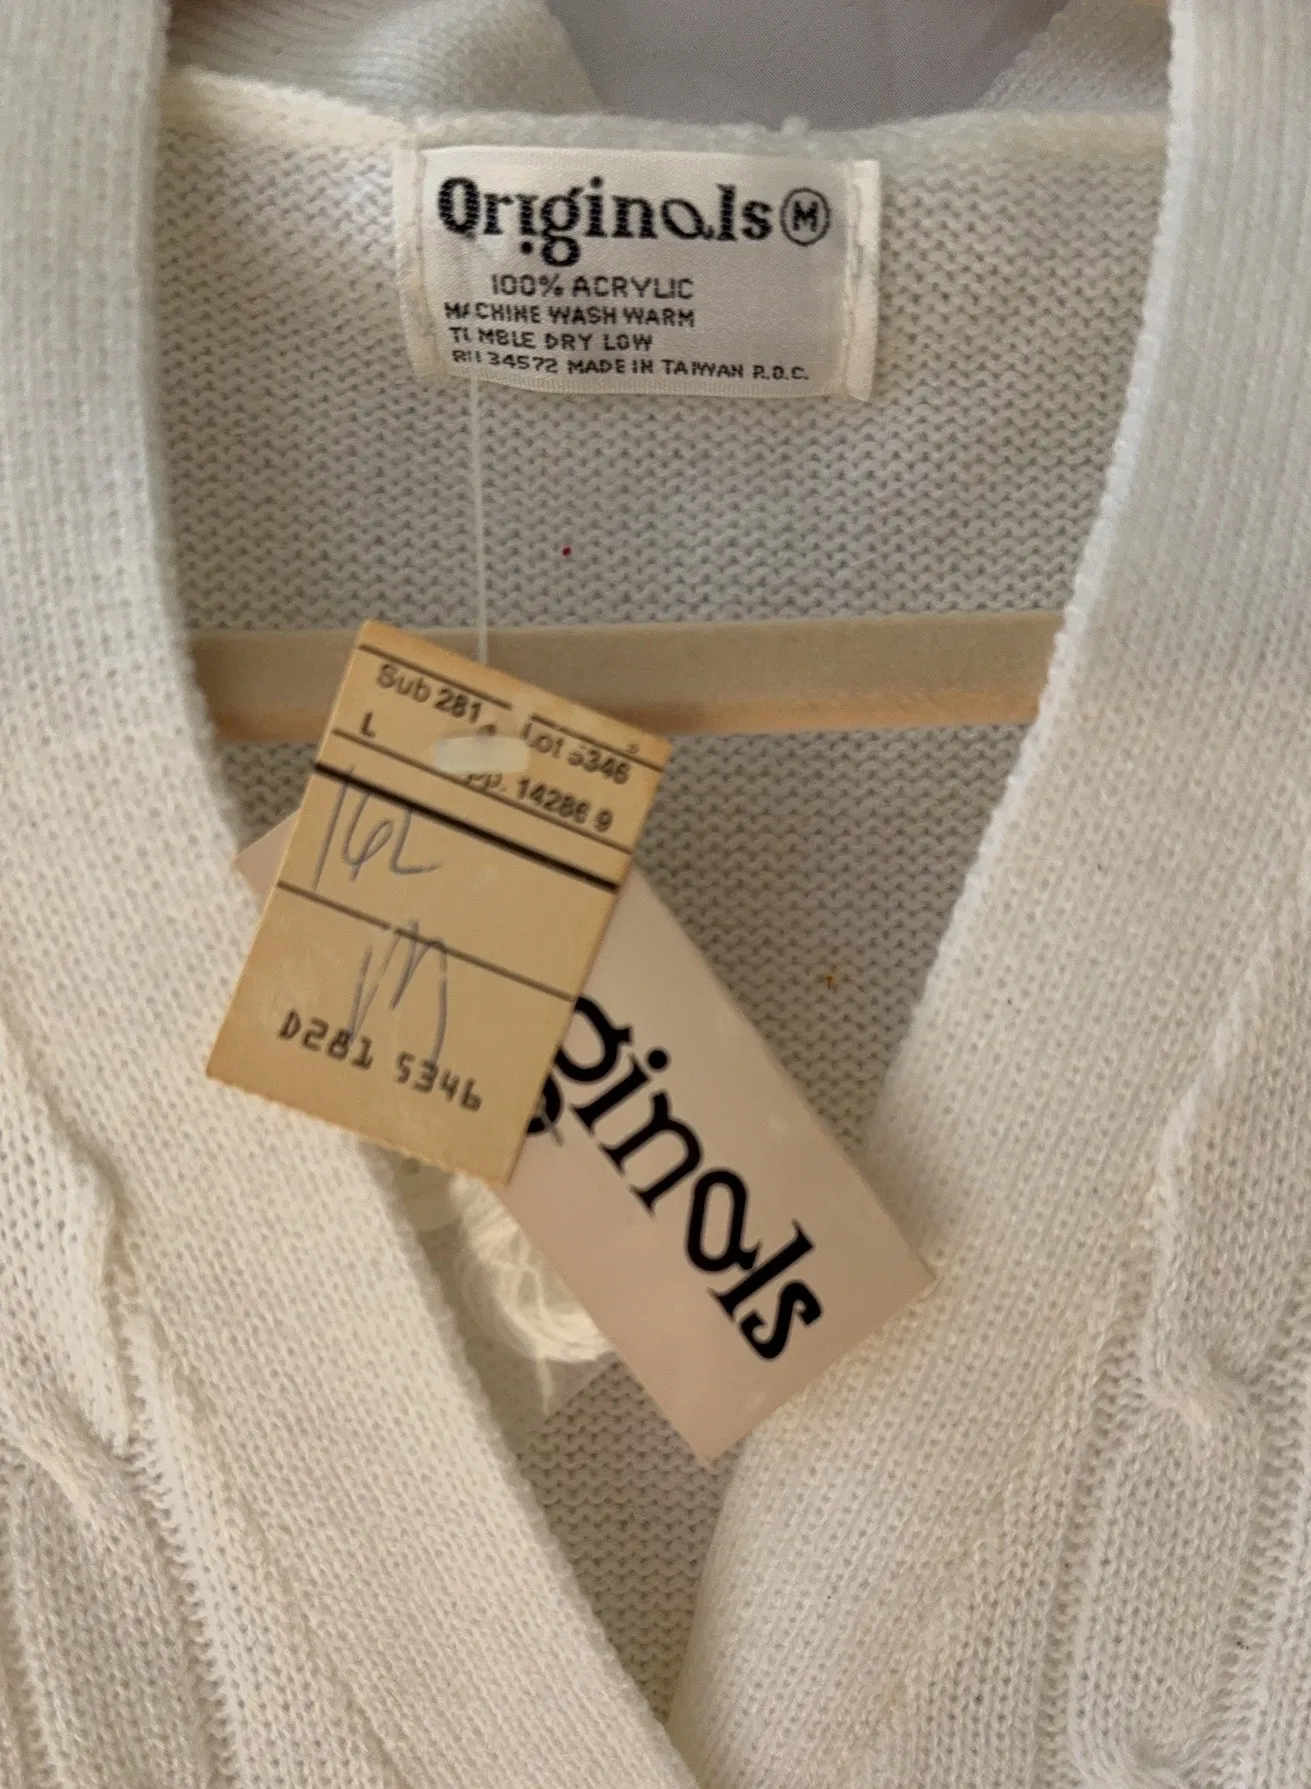 Originals Ⓜ
100% ACRYLIC
MACHINE WASH WARM
TUMBLE DRY LOW
RN 34572 MADE IN TAIWAN R.O.C.
Sub 281 Lot 5346
L pp. 14286 9
M
D281 5346
ginals